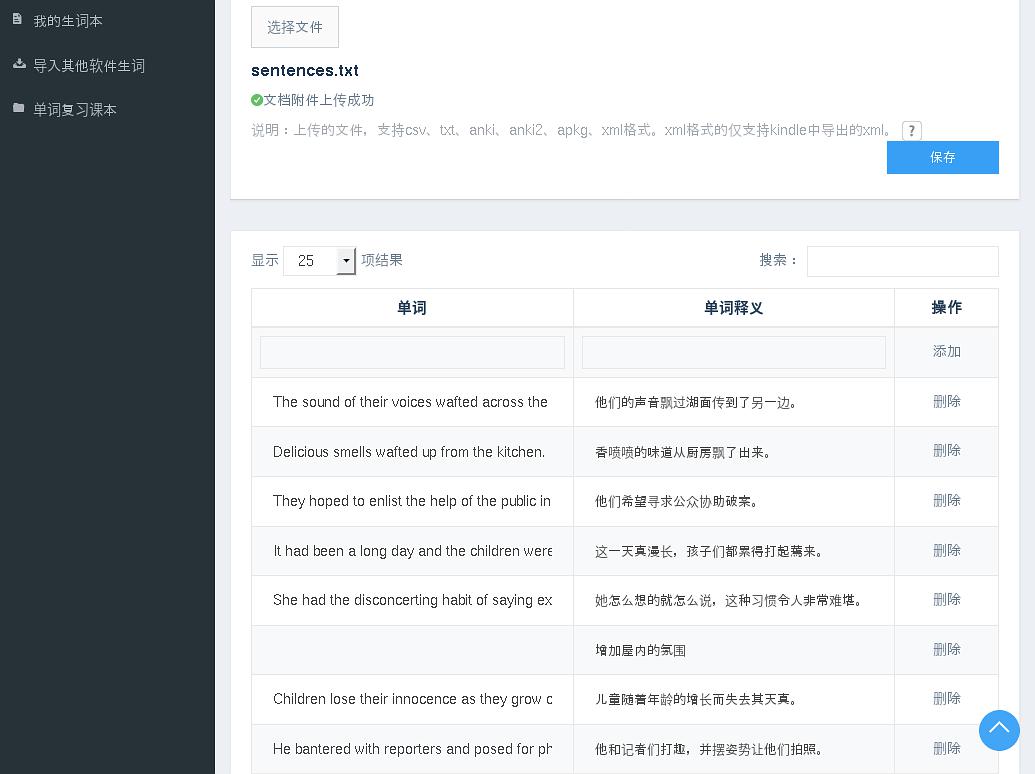 我的生词本
导入其他软件生词
单词复习课本
选择文件
sentences.txt
文档附件上传成功
说明：上传的文件，支持csv、txt、anki、anki2、apkg、xml格式。xml格式的仅支持kindle中导出的xml。 ?
保存
显示 25 项结果
搜索：
单词 单词释义 操作
添加
The sound of their voices wafted across the 他们的声音飘过湖面传到了另一边。 删除
Delicious smells wafted up from the kitchen. 香喷喷的味道从厨房飘了出来。 删除
They hoped to enlist the help of the public in 他们希望寻求公众协助破案。 删除
It had been a long day and the children were 这一天真漫长，孩子们都累得打起蔫来。 删除
She had the disconcerting habit of saying ex 她怎么想的就怎么说，这种习惯令人非常难堪。 删除
增加屋内的氛围 删除
Children lose their innocence as they grow 儿童随着年龄的增长而失去其天真。 删除
He bantered with reporters and posed for ph 他和记者们打趣，并摆姿势让他们拍照。 删除